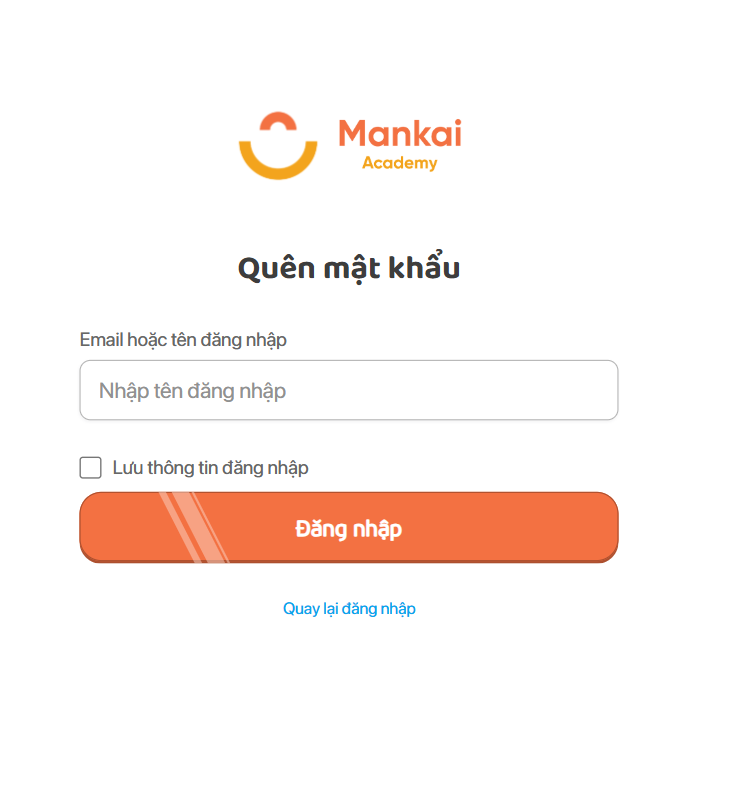 Mankai
Academy
Quên mật khẩu
Email hoặc tên đăng nhập
Nhập tên đăng nhập
Lưu thông tin đăng nhập
Đăng nhập
Quay lại đăng nhập